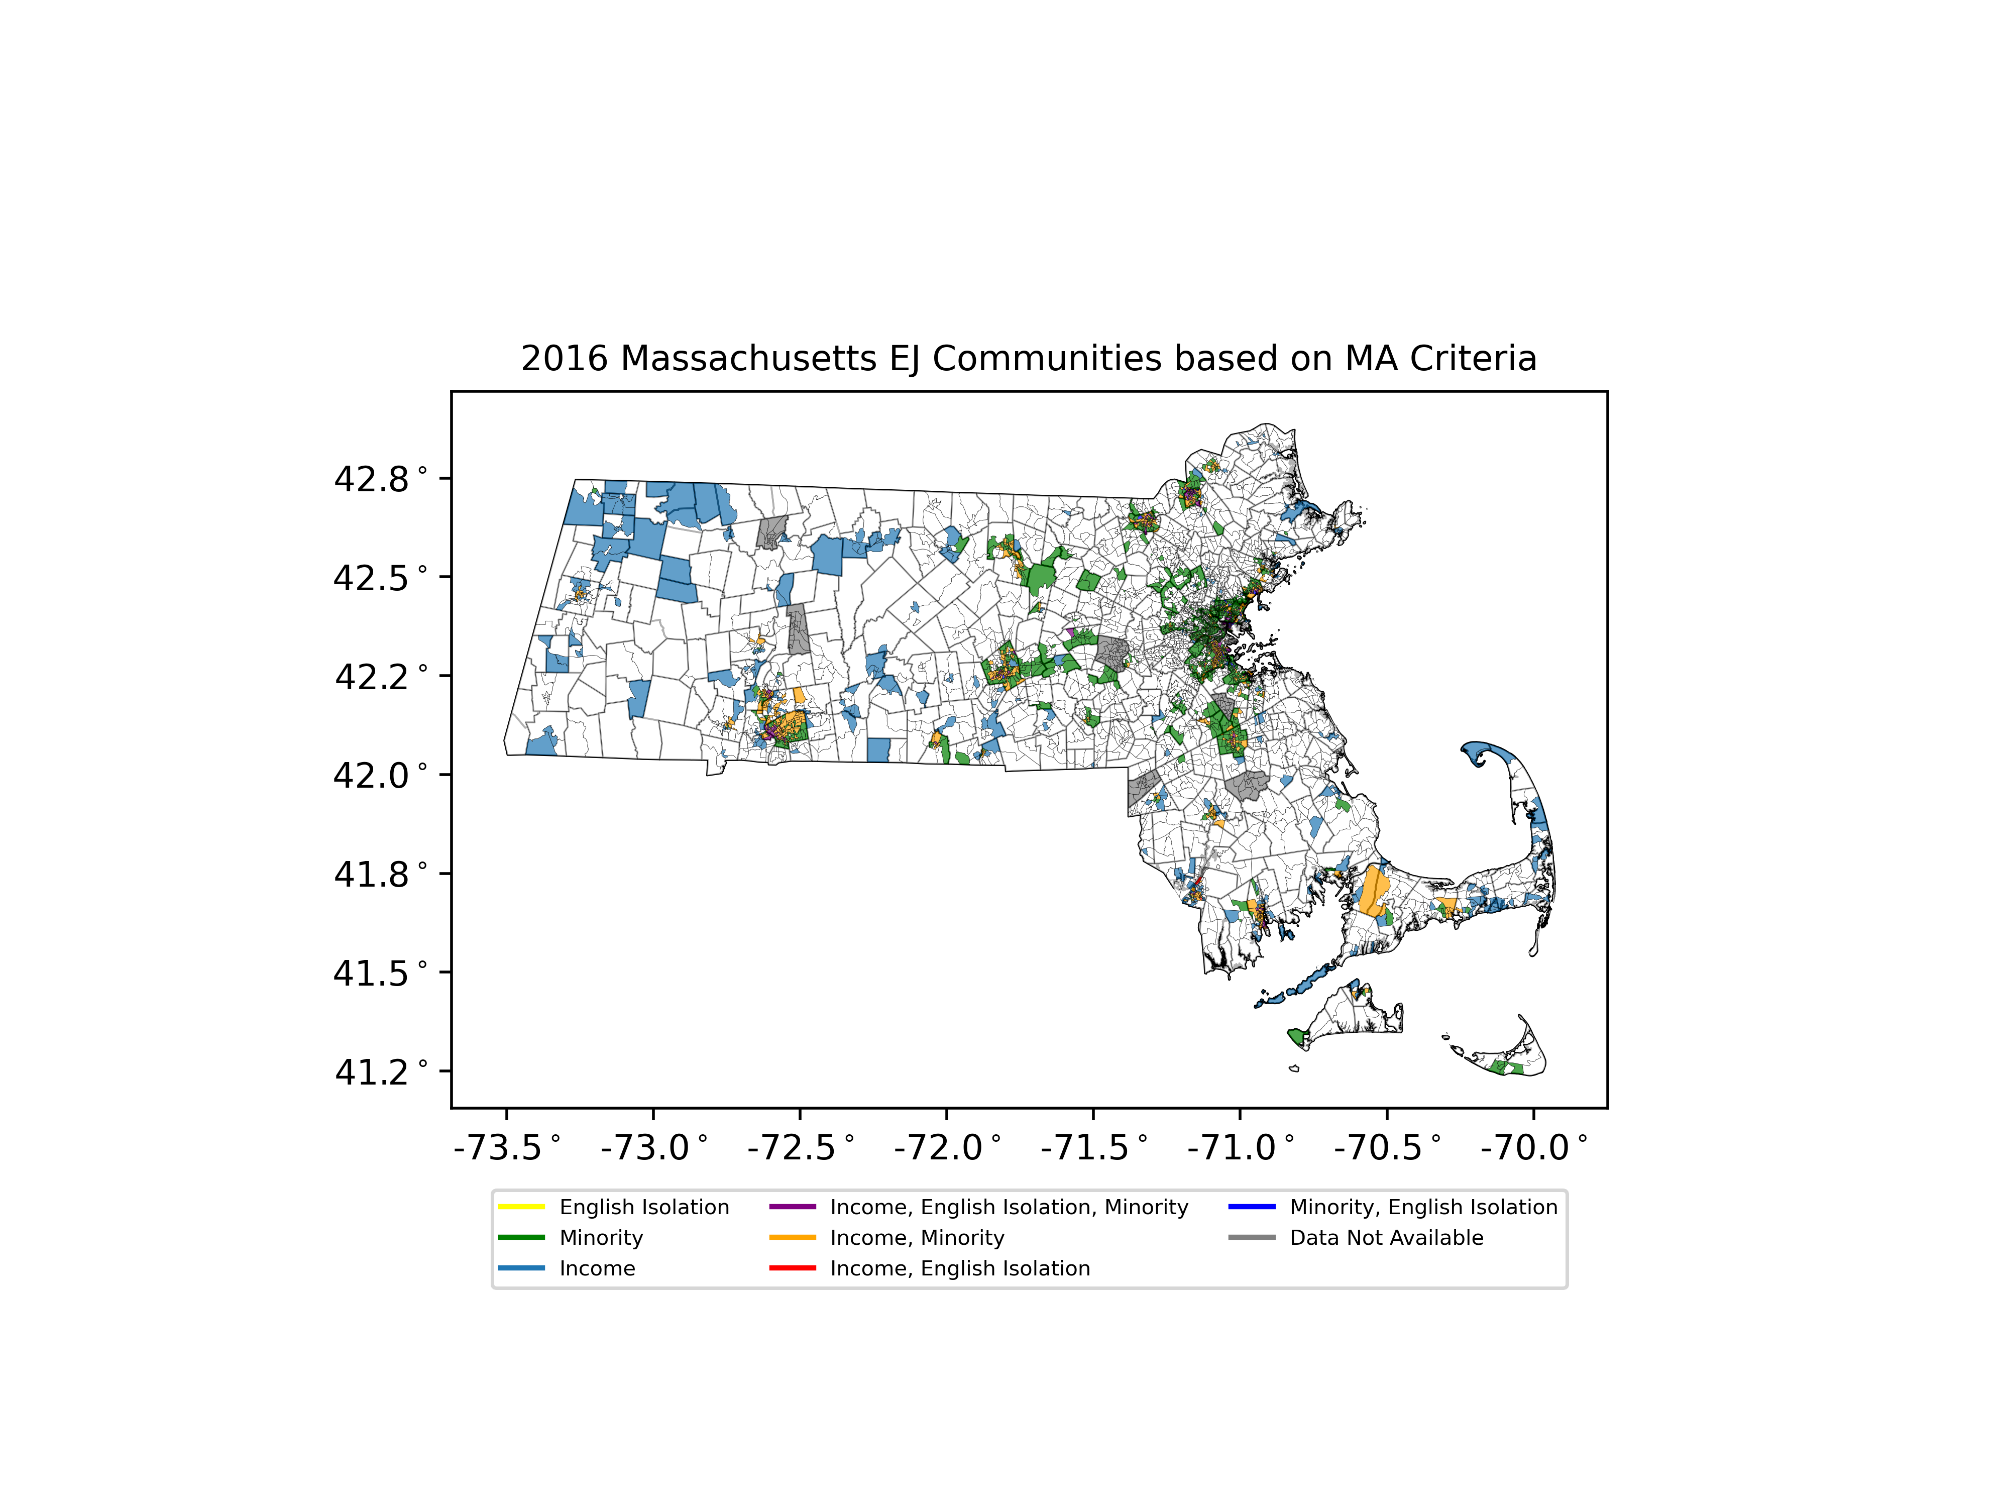 2016 Massachusetts EJ Communities based on MA Criteria
42.8°
42.5°
42.2°
42.0°
41.8°
41.5°
41.2°
-73.5° -73.0° -72.5° -72.0° -71.5° -71.0° -70.5° -70.0°
English Isolation
Minority
Income
Income, English Isolation, Minority
Income, Minority
Income, English Isolation
Minority, English Isolation
Data Not Available